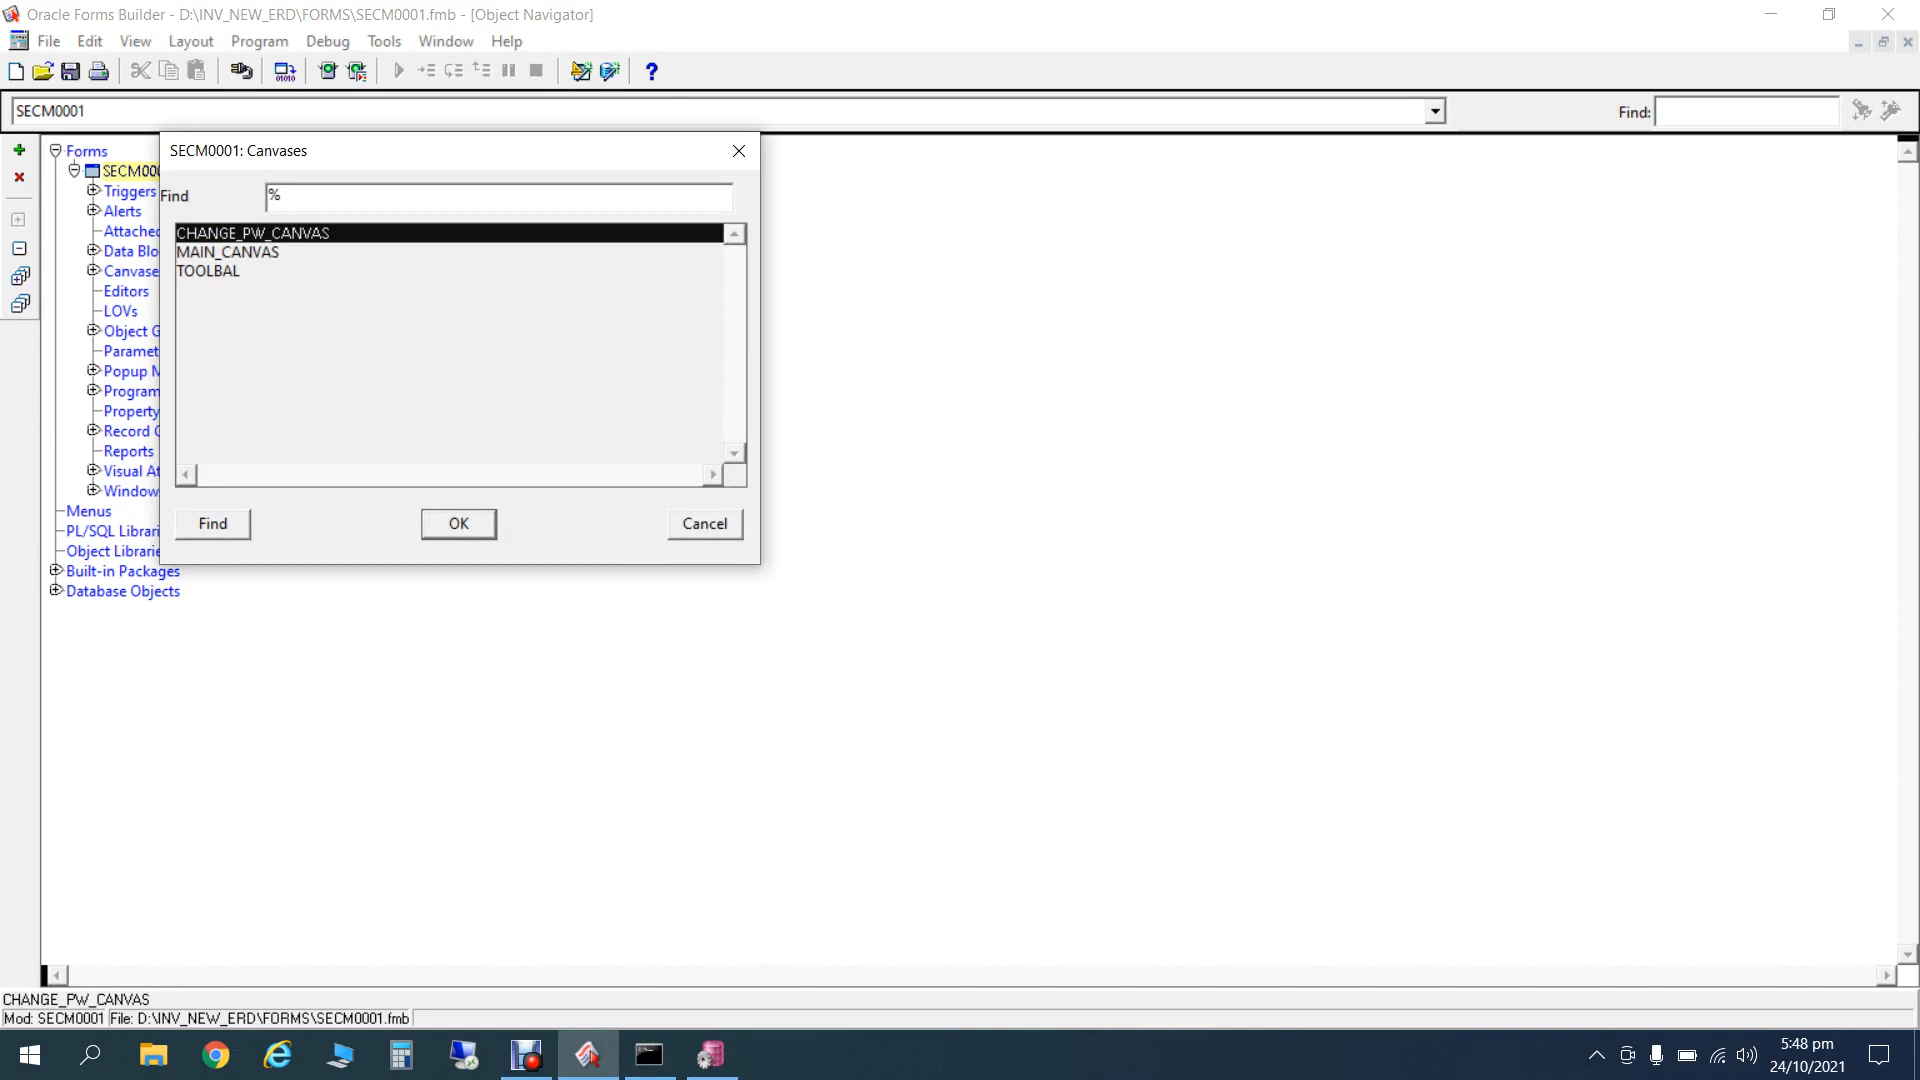 Oracle Forms Builder - D:\INV_NEW_ERD\FORMS\SECM0001.fmb - [Object Navigator]
File Edit View Layout Program Debug Tools Window Help
SECM0001
Find:
Forms
SECM000
Triggers
Alerts
Attached
Data Blo
Canvase
Editors
LOVs
Object G
Paramet
Popup M
Program
Property
Record G
Reports
Visual At
Window
Menus
PL/SQL Librari
Object Librarie
Built-in Packages
Database Objects
SECM0001: Canvases
Find %
CHANGE_PW_CANVAS
MAIN_CANVAS
TOOLBAL
Find OK Cancel
CHANGE_PW_CANVAS
Mod: SECM0001 File: D:\INV_NEW_ERD\FORMS\SECM0001.fmb
5:48 pm
24/10/2021